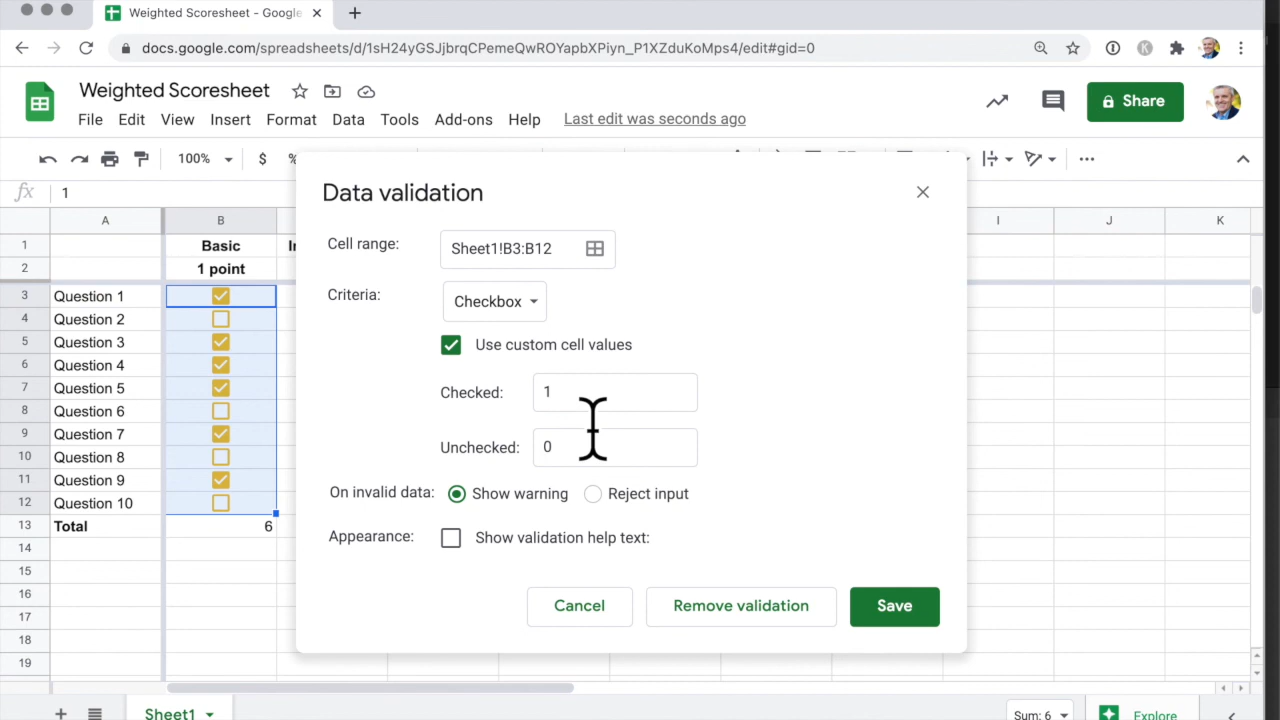 Weighted Scoresheet - Google
docs.google.com/spreadsheets/d/1sH24yGSJjbrqCPemeQwROYapbXPiyn_P1XZduKoMps4/edit#gid=0
Weighted Scoresheet
File Edit View Insert Format Data Tools Add-ons Help Last edit was seconds ago
Share
100% $ %
fx 1
A B I J K
1 Basic
2 1 point
3 Question 1
4 Question 2
5 Question 3
6 Question 4
7 Question 5
8 Question 6
9 Question 7
10 Question 8
11 Question 9
12 Question 10
13 Total 6
14
15
16
17
18
19
Data validation
Cell range: Sheet1!B3:B12
Criteria: Checkbox
Use custom cell values
Checked: 1
Unchecked: 0
On invalid data: Show warning Reject input
Appearance: Show validation help text:
Cancel Remove validation Save
Sheet1 Sum: 6 Explore